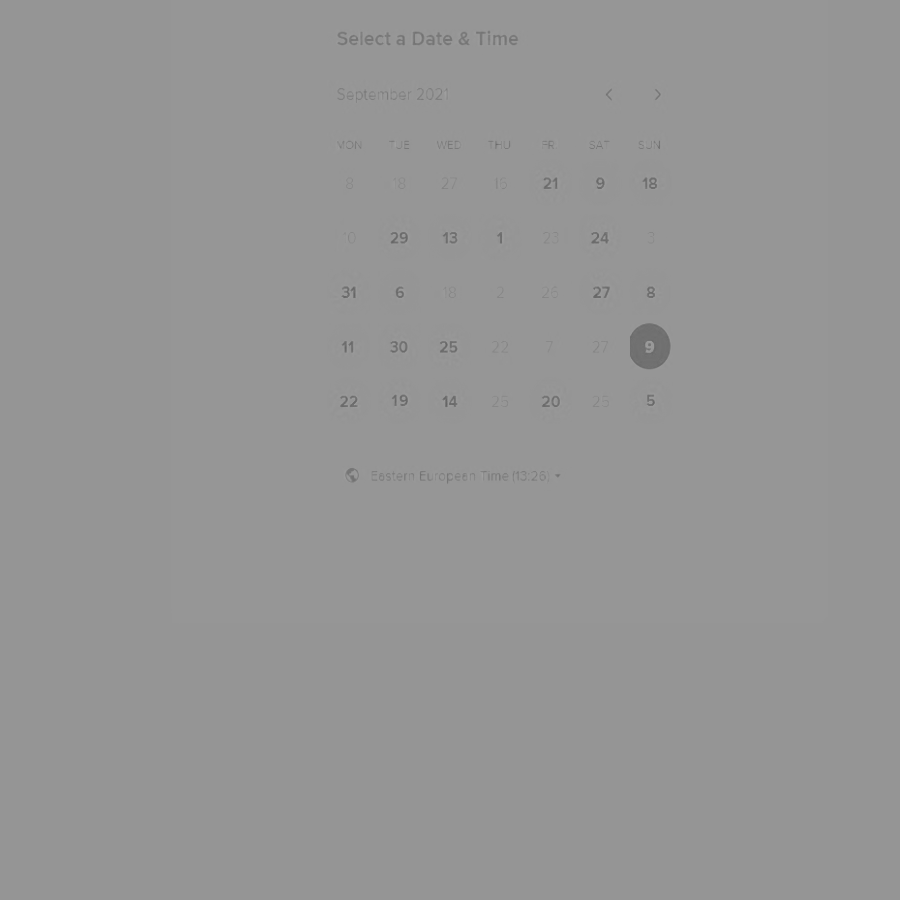 Select a Date & Time
September 2021
MON TUE WED THU FRI SAT SUN
8 18 27 15 21 9 18
10 29 13 1 23 24 3
31 6 18 2 26 27 8
11 30 25 22 7 27 9
22 19 14 25 20 25 5
Eastern European Time (13:26)